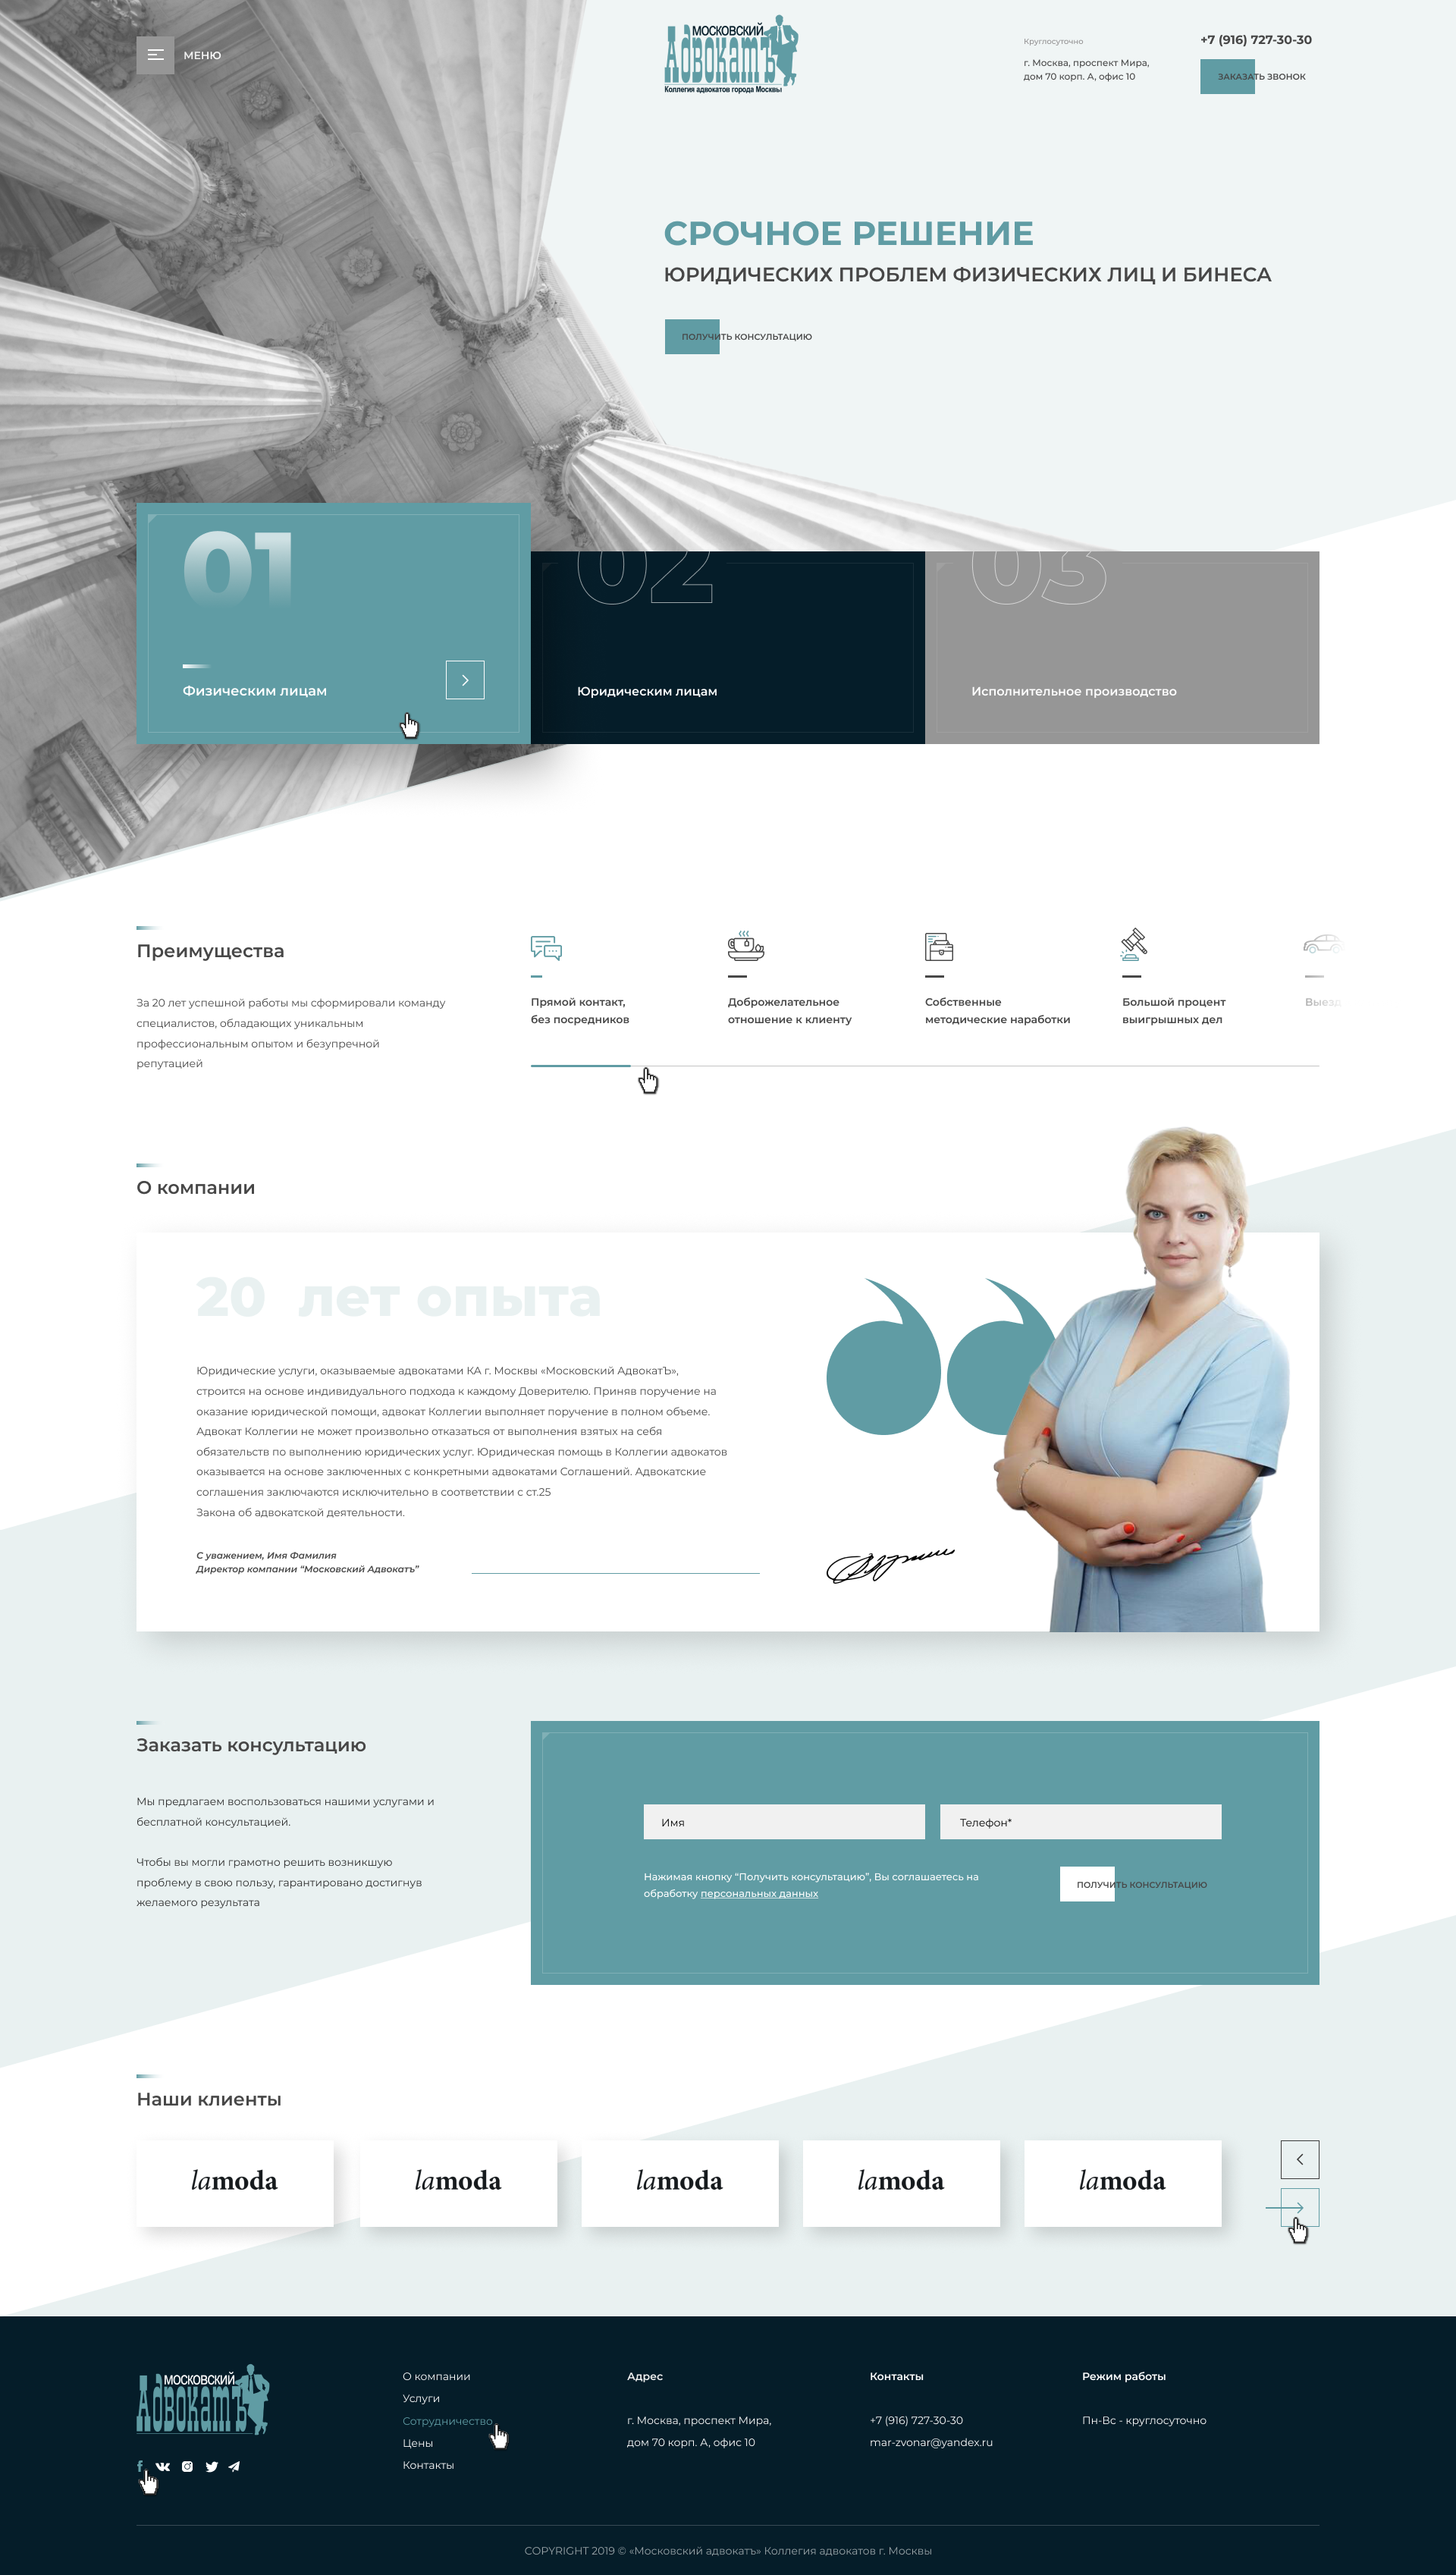 МЕНЮ
МОСКОВСКИЙ
АдвокатЪ
Коллегия адвокатов города Москвы
Круглосуточно
г. Москва, проспект Мира,
дом 70 корп. А, офис 10
+7 (916) 727-30-30
ЗАКАЗАТЬ ЗВОНОК
СРОЧНОЕ РЕШЕНИЕ
ЮРИДИЧЕСКИХ ПРОБЛЕМ ФИЗИЧЕСКИХ ЛИЦ И БИНЕСА
ПОЛУЧИТЬ КОНСУЛЬТАЦИЮ
01
Физическим лицам
02
Юридическим лицам
03
Исполнительное производство
Преимущества
За 20 лет успешной работы мы сформировали команду
специалистов, обладающих уникальным
профессиональным опытом и безупречной
репутацией
Прямой контакт,
без посредников
Доброжелательное
отношение к клиенту
Собственные
методические наработки
Большой процент
выигрышных дел
Выезд
О компании
20 лет опыта
Юридические услуги, оказываемые адвокатами КА г. Москвы «Московский АдвокатЪ»,
строится на основе индивидуального подхода к каждому Доверителю. Приняв поручение на
оказание юридической помощи, адвокат Коллегии выполняет поручение в полном объеме.
Адвокат Коллегии не может произвольно отказаться от выполнения взятых на себя
обязательств по выполнению юридических услуг. Юридическая помощь в Коллегии адвокатов
оказывается на основе заключенных с конкретными адвокатами Соглашений. Адвокатские
соглашения заключаются исключительно в соответствии с ст.25
Закона об адвокатской деятельности.
С уважением, Имя Фамилия
Директор компании “Московский Адвокатъ”
Заказать консультацию
Мы предлагаем воспользоваться нашими услугами и
бесплатной консультацией.
Чтобы вы могли грамотно решить возникшую
проблему в свою пользу, гарантировано достигнув
желаемого результата
Имя
Телефон*
Нажимая кнопку “Получить консультацию”, Вы соглашаетесь на
обработку персональных данных
ПОЛУЧИТЬ КОНСУЛЬТАЦИЮ
Наши клиенты
lamoda
lamoda
lamoda
lamoda
lamoda
МОСКОВСКИЙ
АдвокатЪ
О компании
Услуги
Сотрудничество
Цены
Контакты
Адрес
г. Москва, проспект Мира,
дом 70 корп. А, офис 10
Контакты
+7 (916) 727-30-30
mar-zvonar@yandex.ru
Режим работы
Пн-Вс - круглосуточно
COPYRIGHT 2019 © «Московский адвокатъ» Коллегия адвокатов г. Москвы